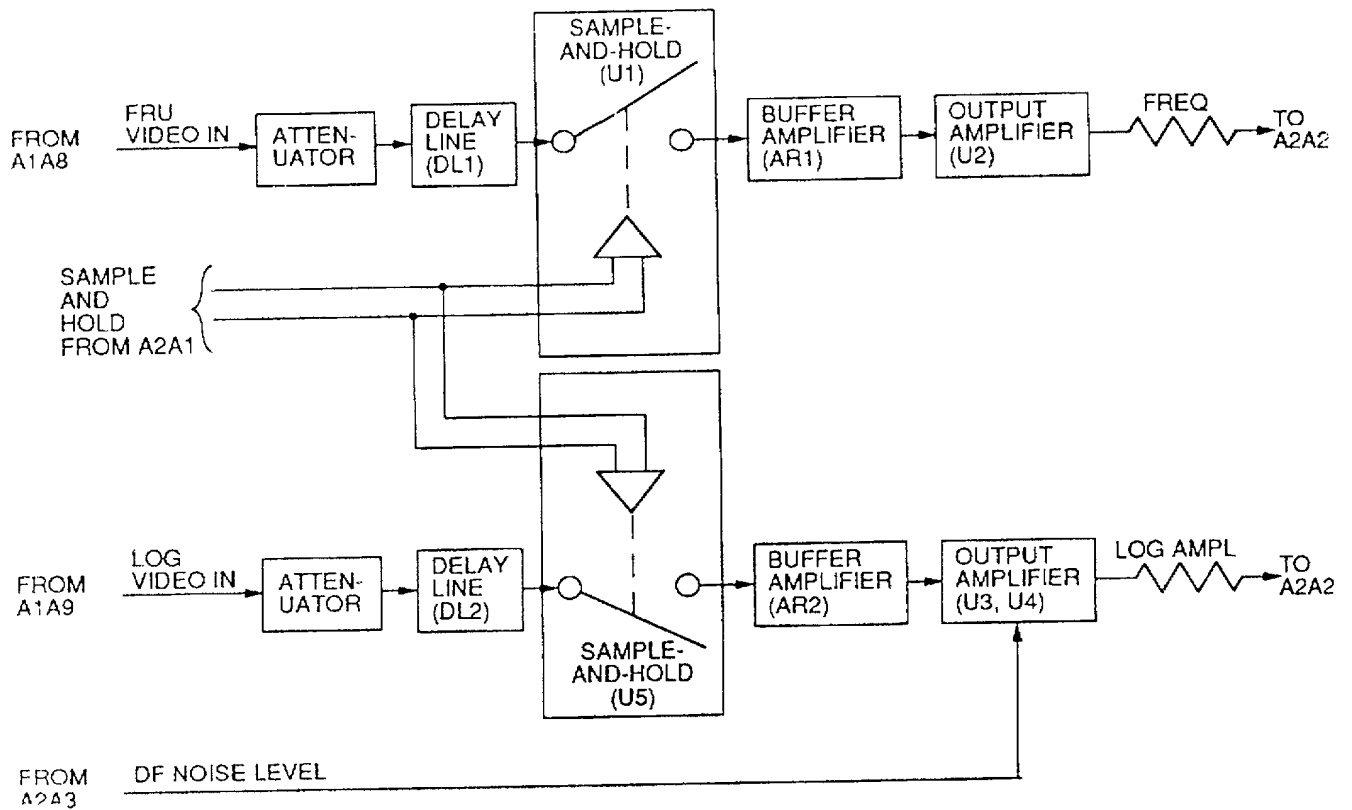 SAMPLE-
AND-HOLD
(U1)
FROM
A1A8
FRU
VIDEO IN
ATTEN-
UATOR
DELAY
LINE
(DL1)
BUFFER
AMPLIFIER
(AR1)
OUTPUT
AMPLIFIER
(U2)
FREQ
TO
A2A2
SAMPLE
AND
HOLD
FROM A2A1
FROM
A1A9
LOG
VIDEO IN
ATTEN-
UATOR
DELAY
LINE
(DL2)
SAMPLE-
AND-HOLD
(U5)
BUFFER
AMPLIFIER
(AR2)
OUTPUT
AMPLIFIER
(U3, U4)
LOG AMPL
TO
A2A2
FROM
A2A3
DF NOISE LEVEL